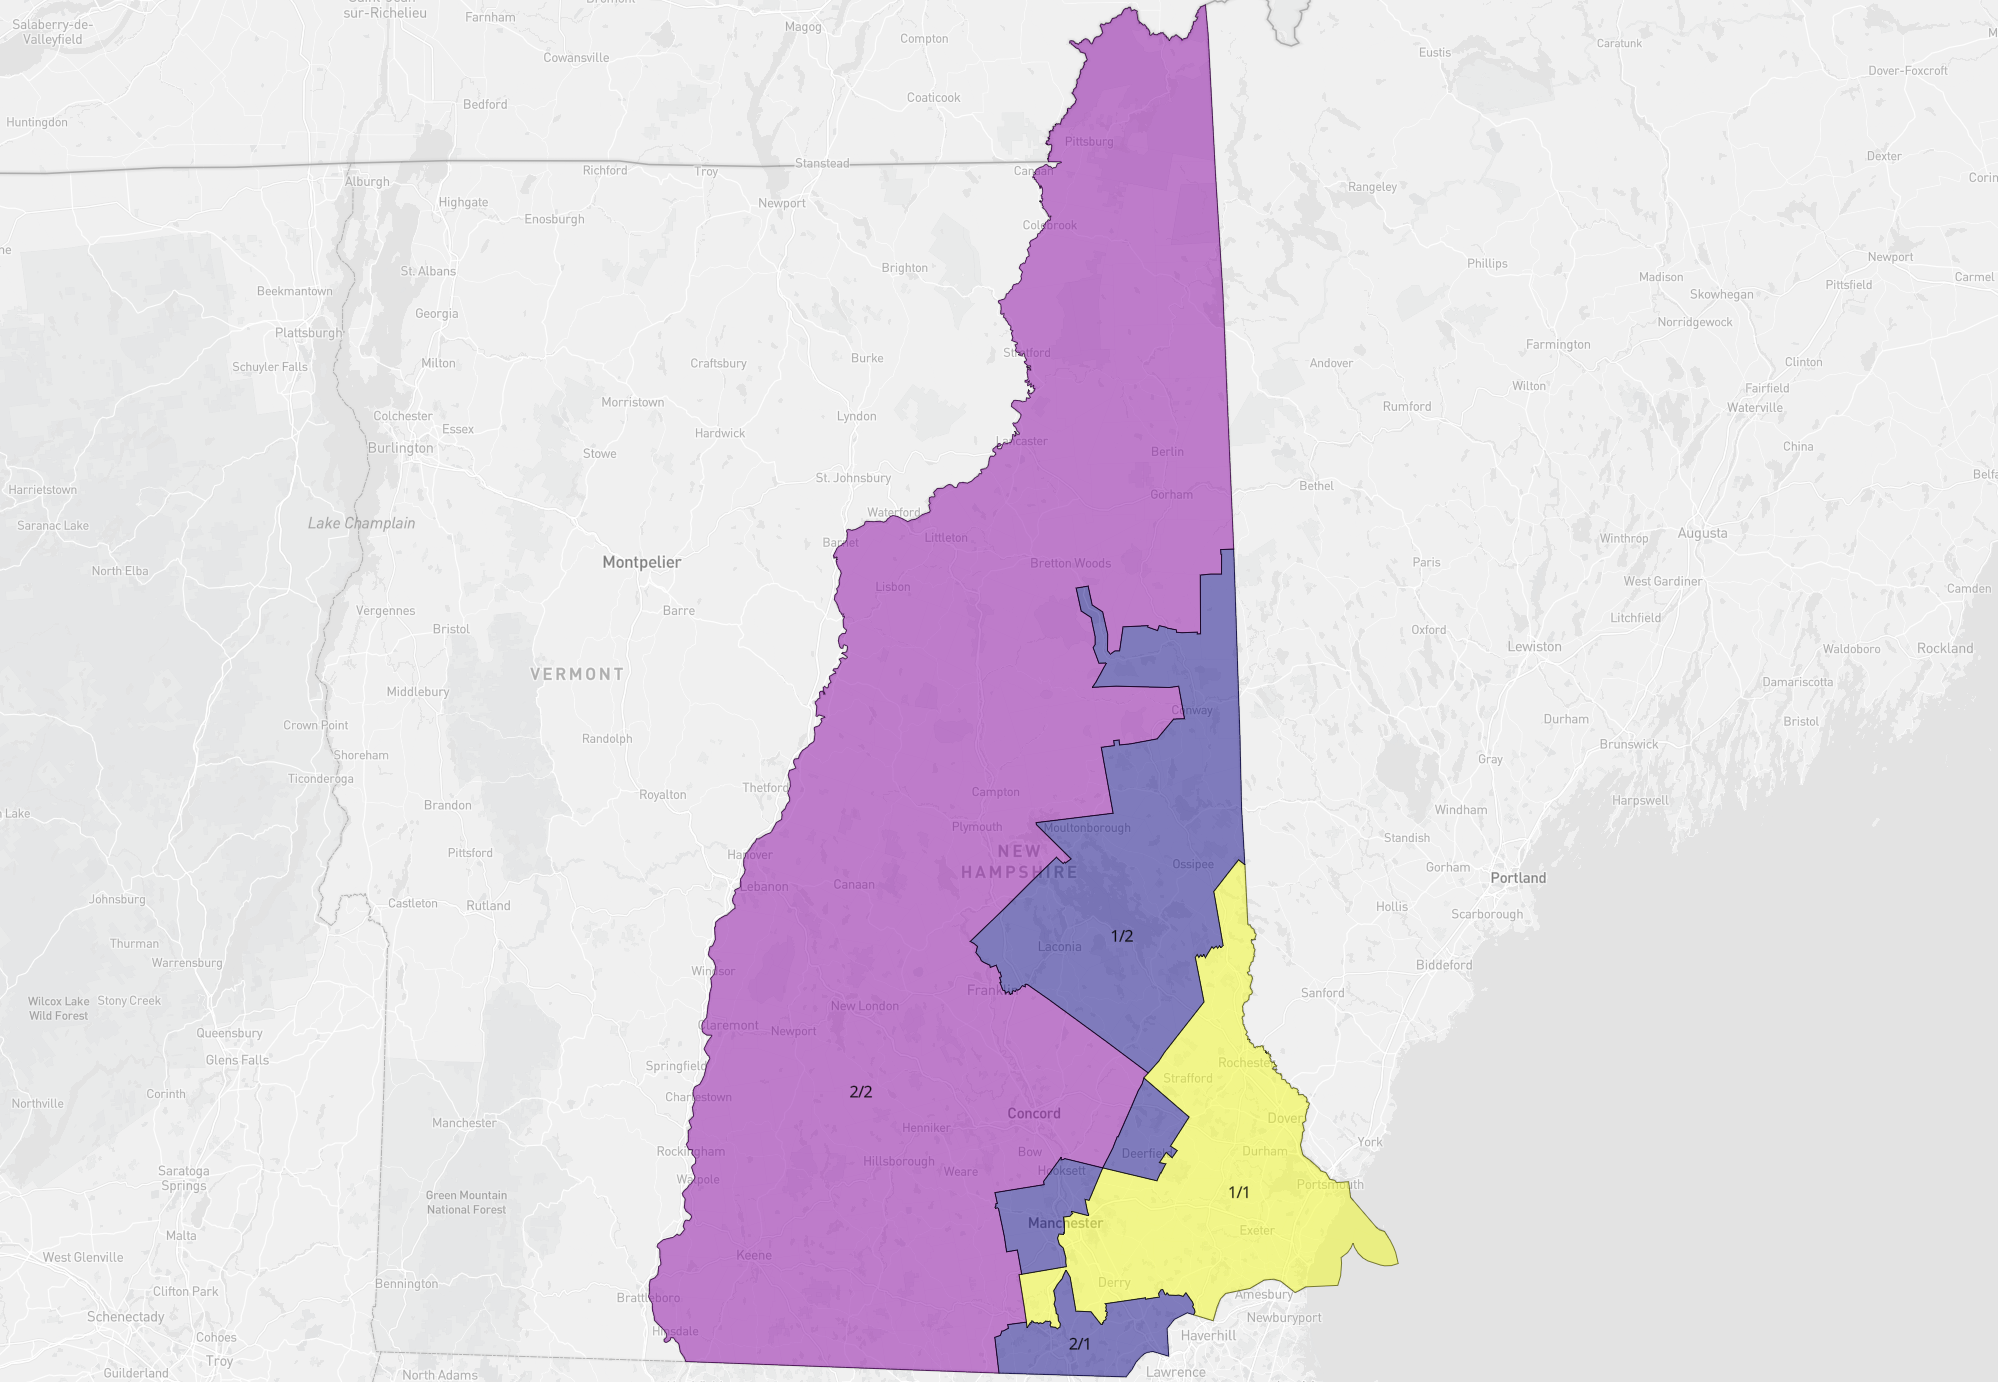 Saint-Jean-
sur-Richelieu
Bromont
Salaberry-de-
Valleyfield
Farnham
Magog
Compton
Cowansville
Eustis
Caratunk
Dover-Foxcroft
Coaticook
Bedford
Huntingdon
Pittsburg
Stanstead
Dexter
Richford
Troy
Canaan
Alburgh
Rangeley
Corin
Highgate
Newport
Enosburgh
Colebrook
Newport
St. Albans
Brighton
Phillips
Madison
Carmel
Beekmantown
Skowhegan
Pittsfield
Georgia
Norridgewock
Plattsburgh
Stratford
Farmington
Schuyler Falls
Milton
Craftsbury
Burke
Andover
Clinton
Wilton
Fairfield
Morristown
Rumford
Waterville
Colchester
Lyndon
Essex
Hardwick
Lancaster
China
Burlington
Stowe
Berlin
St. Johnsbury
Bethel
Belfa
Harrietstown
Gorham
Saranac Lake
Lake Champlain
Waterford
Littleton
Winthrop
Augusta
Barnet
Montpelier
Bretton Woods
Paris
North Elba
Lisbon
West Gardiner
Camden
Vergennes
Barre
Litchfield
Bristol
Oxford
Lewiston
Waldoboro
Rockland
VERMONT
Middlebury
Damariscotta
Conway
Crown Point
Durham
Bristol
Randolph
Brunswick
Shoreham
Gray
Ticonderoga
Thetford
Royalton
Campton
Harpswell
Brandon
Lake
Windham
Plymouth
Moultonborough
Standish
NEW
HAMPSHIRE
Pittsford
Hanover
Ossipee
Gorham
Portland
Lebanon
Canaan
Johnsburg
Castleton
Rutland
Hollis
Scarborough
1/2
Thurman
Laconia
Warrensburg
Windsor
Biddeford
Franklin
Sanford
Wilcox Lake
Wild Forest
Stony Creek
New London
Claremont
Newport
Queensbury
Glens Falls
Springfield
Rochester
Strafford
2/2
Corinth
Charlestown
Northville
Concord
Manchester
Dover
Henniker
York
Rockingham
Bow
Deerfield
Durham
Hillsborough
Weare
Hooksett
Saratoga
Springs
Walpole
Portsmouth
Green Mountain
National Forest
1/1
Manchester
Malta
Exeter
West Glenville
Keene
Bennington
Derry
Clifton Park
Brattleboro
Amesbury
Schenectady
Newburyport
Hinsdale
Cohoes
Haverhill
2/1
Troy
Guilderland
North Adams
Lawrence